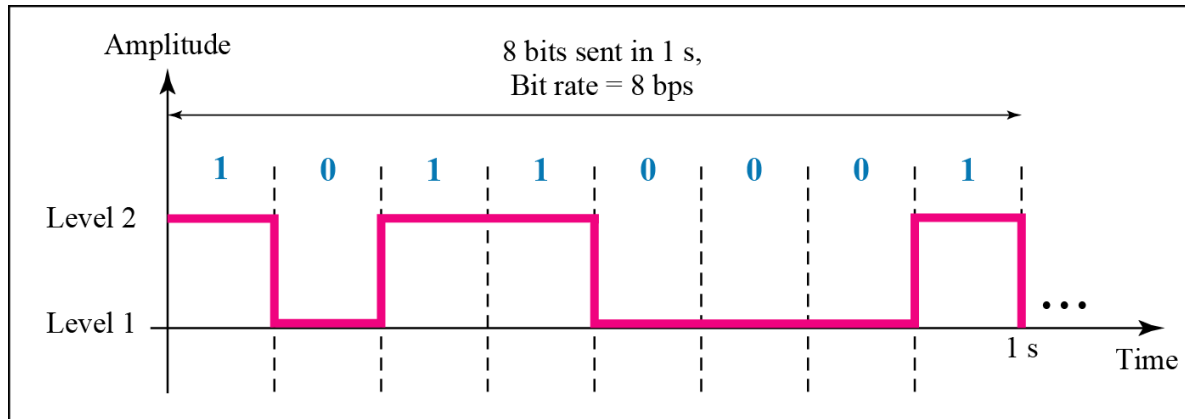 Amplitude
8 bits sent in 1 s,
Bit rate = 8 bps
1 0 1 1 0 0 0 1
Level 2
Level 1
...
1 s
Time